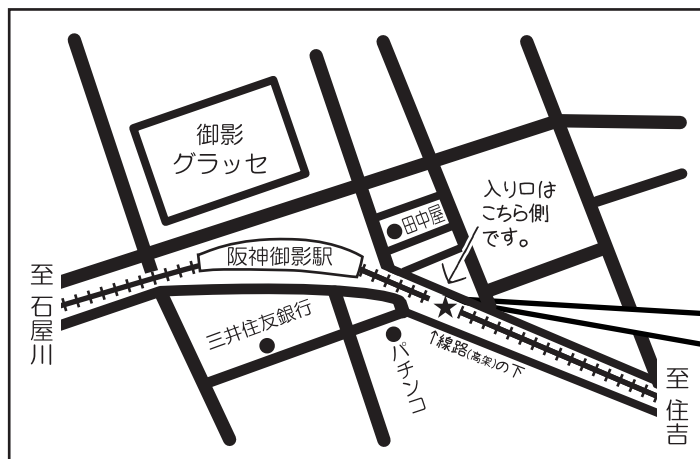 御影
グラッセ
入り口は
こちら側
です。
田中屋
阪神御影駅
至 石屋川
三井住友銀行
パチンコ
↑線路(高架)の下
至 住吉